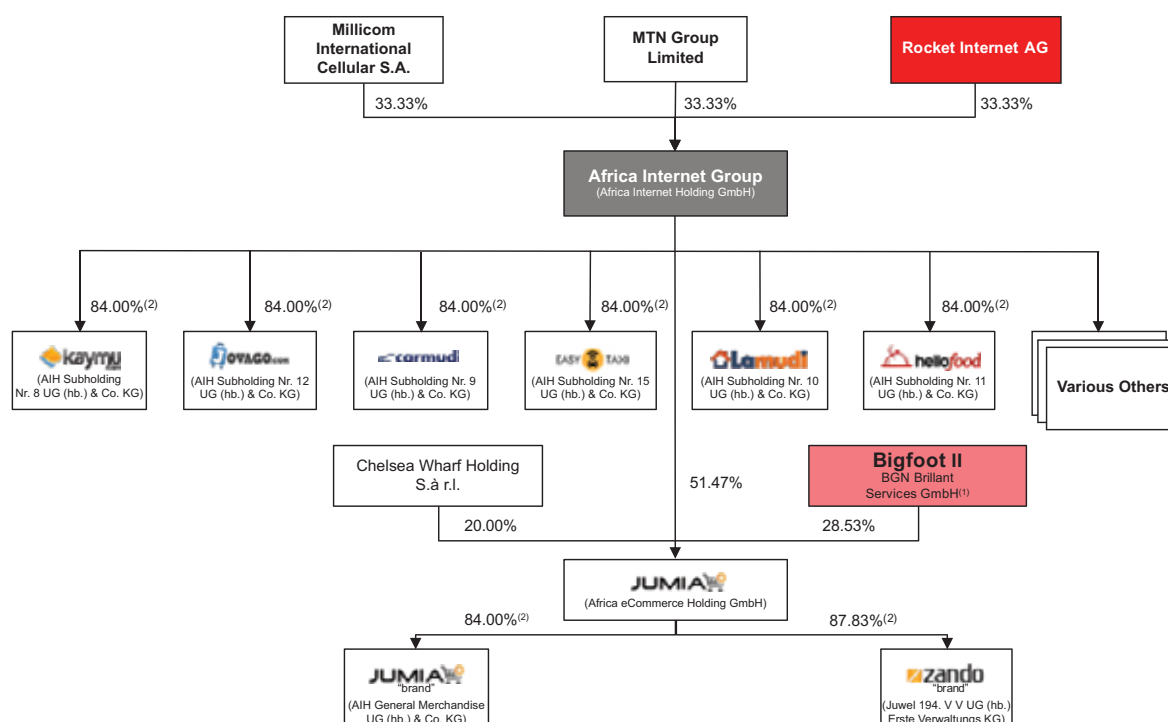 Millicom
International
Cellular S.A.
MTN Group
Limited
Rocket Internet AG
33.33%
33.33%
33.33%
Africa Internet Group
(Africa Internet Holding GmbH)
84.00%(2)
84.00%(2)
84.00%(2)
84.00%(2)
84.00%(2)
84.00%(2)
kaymu
(AIH Subholding
Nr. 8 UG (hb.) & Co. KG)
JOVAGO.com
(AIH Subholding Nr. 12
UG (hb.) & Co. KG)
carmudi
(AIH Subholding Nr. 9
UG (hb.) & Co. KG)
EASY TAXI
(AIH Subholding Nr. 15
UG (hb.) & Co. KG)
Lamudi
(AIH Subholding Nr. 10
UG (hb.) & Co. KG)
hellofood
(AIH Subholding Nr. 11
UG (hb.) & Co. KG)
Various Others
Chelsea Wharf Holding
S.à r.l.
51.47%
Bigfoot II
BGN Brillant
Services GmbH(1)
20.00%
28.53%
JUMIA
(Africa eCommerce Holding GmbH)
84.00%(2)
87.83%(2)
JUMIA
"brand"
(AIH General Merchandise
UG (hb.) & Co. KG)
zando
"brand"
(Juwel 194. V V UG (hb.)
Erste Verwaltungs KG)